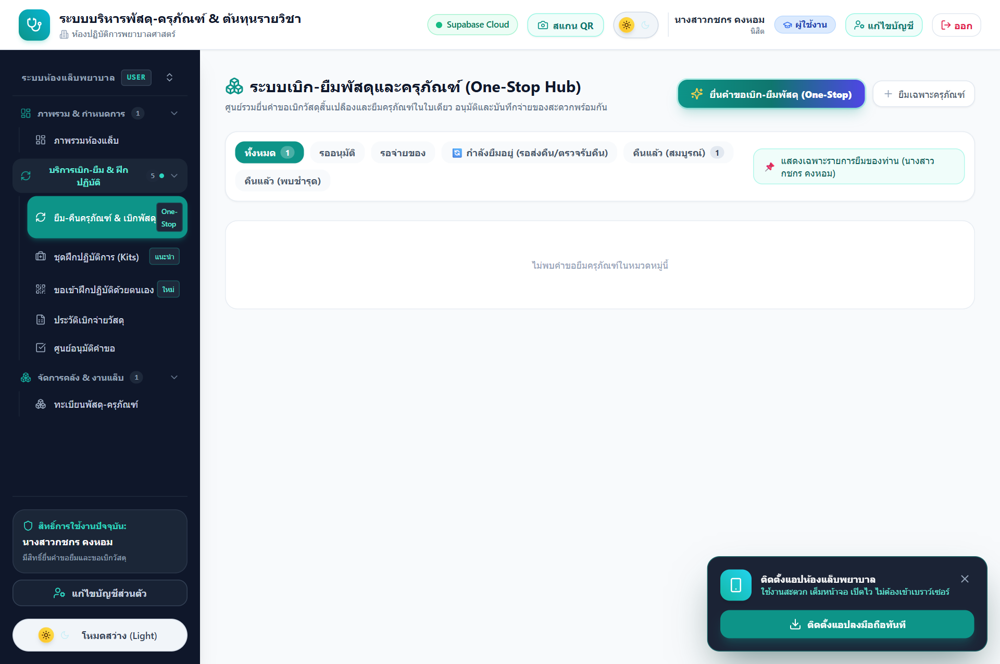 ระบบบริหารพัสดุ-ครุภัณฑ์ & ต้นทุนรายวิชา
ห้องปฏิบัติการพยาบาลศาสตร์
Supabase Cloud
สแกน QR
นางสาวกชกร คงหอม
นิสิต
ผู้ใช้งาน
แก้ไขบัญชี
ออก
ระบบห้องแล็บพยาบาล USER
ภาพรวม & กำหนดการ 1
ภาพรวมห้องแล็บ
บริการเบิก-ยืม & ฝึก
ปฏิบัติ
5
ยืม-คืนครุภัณฑ์ & เบิกพัสดุ
One-
Stop
ชุดฝึกปฏิบัติการ (Kits) แนะนำ
ขอเข้าฝึกปฏิบัติด้วยตนเอง ใหม่
ประวัติเบิกจ่ายวัสดุ
ศูนย์อนุมัติคำขอ
จัดการคลัง & งานแล็บ 1
ทะเบียนพัสดุ-ครุภัณฑ์
สิทธิ์การใช้งานปัจจุบัน:
นางสาวกชกร คงหอม
มีสิทธิ์ยื่นคำขอยืมและขอเบิกวัสดุ
แก้ไขบัญชีส่วนตัว
โหมดสว่าง (Light)
ระบบเบิก-ยืมพัสดุและครุภัณฑ์ (One-Stop Hub)
ศูนย์รวมยื่นคำขอเบิกวัสดุสิ้นเปลืองและยืมครุภัณฑ์ในใบเดียว อนุมัติและบันทึกจ่ายของสะดวกพร้อมกัน
ยื่นคำขอเบิก-ยืมพัสดุ (One-Stop)
ยืมเฉพาะครุภัณฑ์
ทั้งหมด 1
รออนุมัติ
รอจ่ายของ
กำลังยืมอยู่ (รอส่งคืน/ตรวจรับคืน)
คืนแล้ว (สมบูรณ์) 1
คืนแล้ว (พบชำรุด)
แสดงเฉพาะรายการยืมของท่าน (นางสาว
กชกร คงหอม)
ไม่พบคำขอยืมครุภัณฑ์ในหมวดหมู่นี้
ติดตั้งแอปห้องแล็บพยาบาล
ใช้งานสะดวก เต็มหน้าจอ เปิดไว ไม่ต้องเข้าเบราว์เซอร์
ติดตั้งแอปลงมือถือทันที